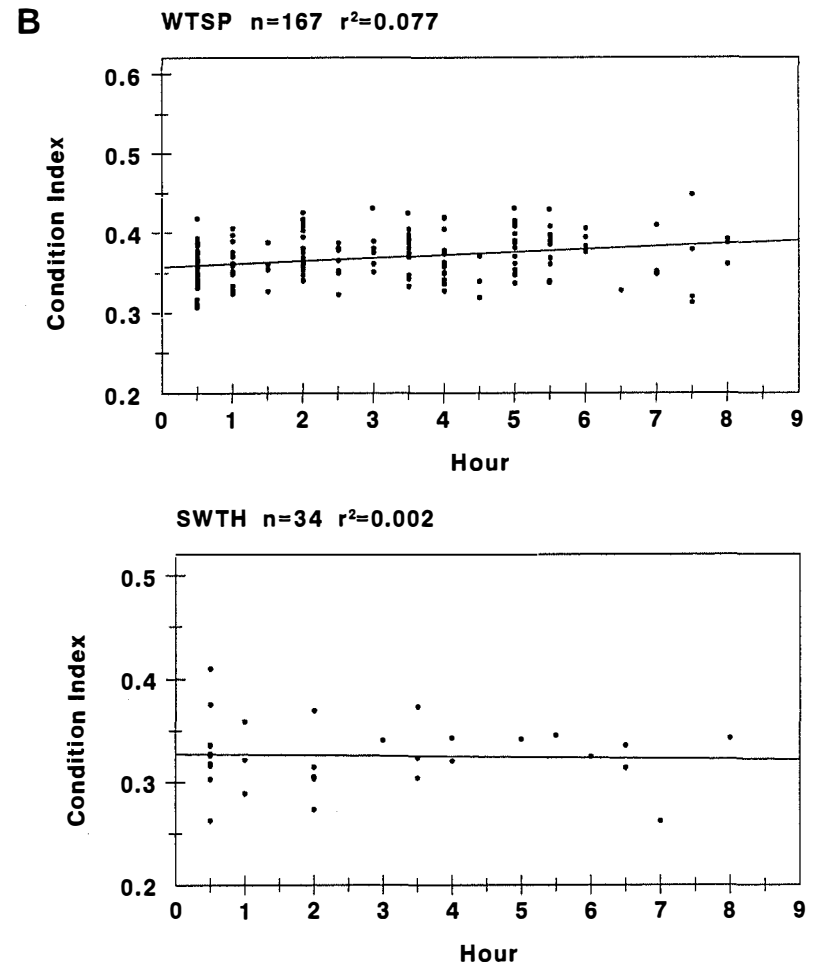 B
WTSP n=167 r²=0.077
0.6
0.5
0.4
0.3
0.2
Condition Index
0 1 2 3 4 5 6 7 8 9
Hour
SWTH n=34 r²=0.002
0.5
0.4
0.3
0.2
Condition Index
0 1 2 3 4 5 6 7 8 9
Hour